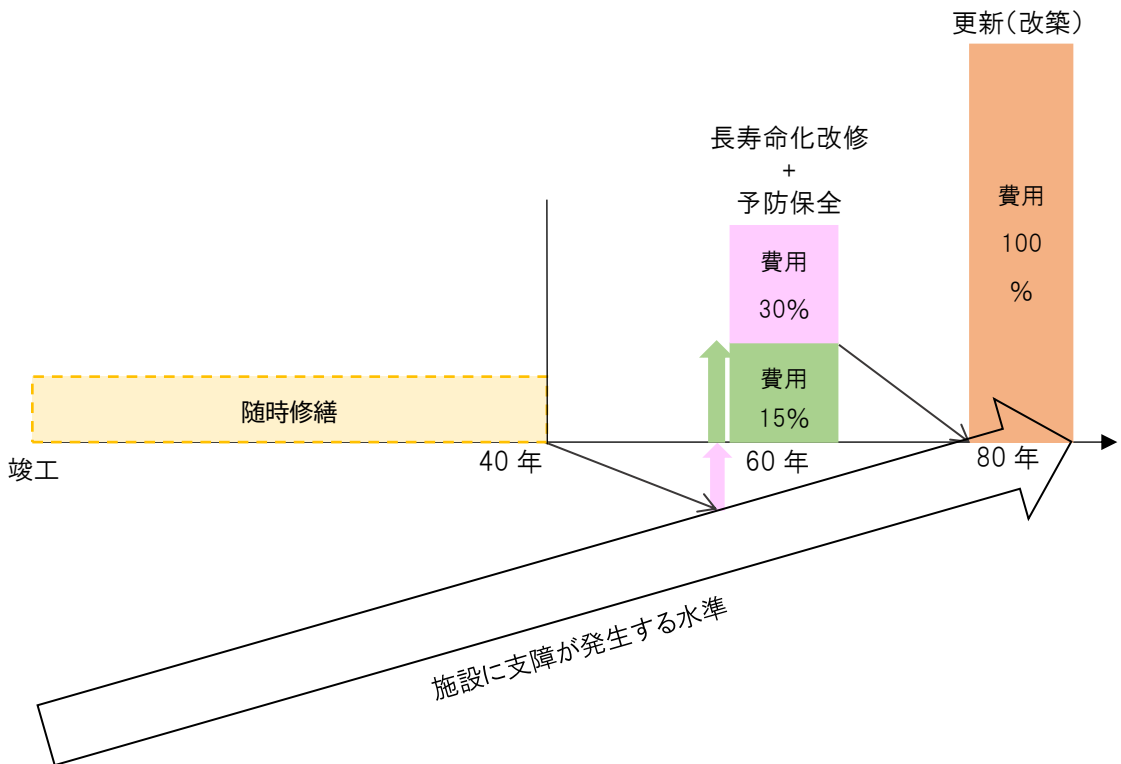 更新(改築)
長寿命化改修
+
予防保全
費用
100
%
費用
30%
費用
15%
随時修繕
竣工
40 年
60 年
80 年
施設に支障が発生する水準